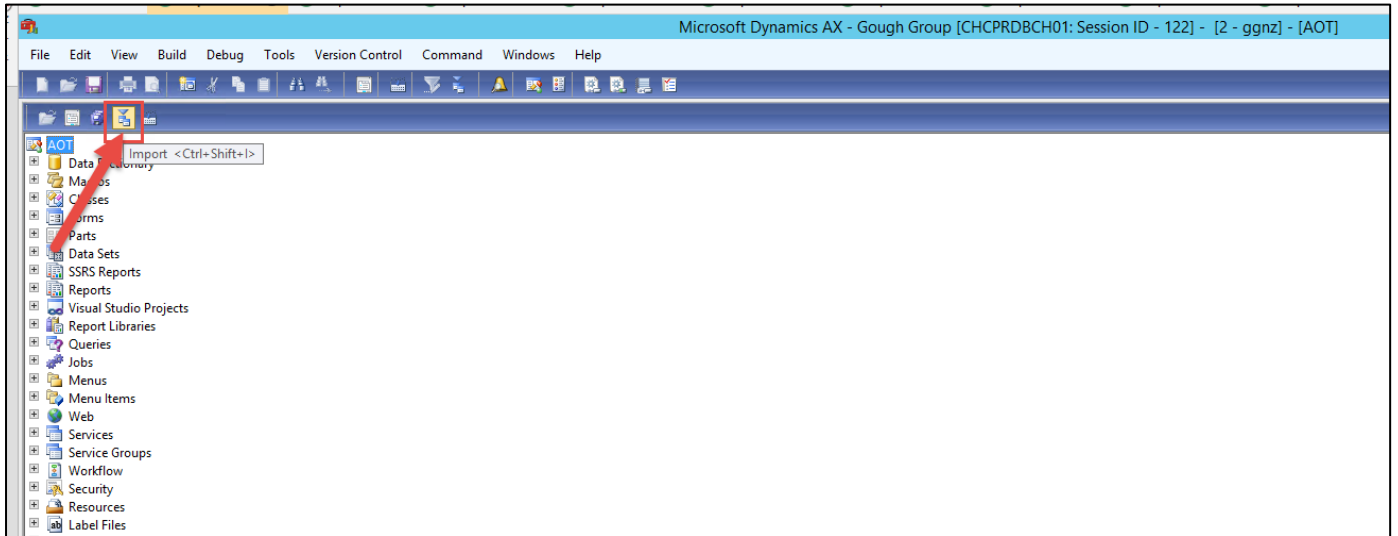 Microsoft Dynamics AX - Gough Group [CHCPRDBCH01: Session ID - 122] - [2 - ggnz] - [AOT]
File Edit View Build Debug Tools Version Control Command Windows Help
AOT
Import <Ctrl+Shift+I>
Data Dictionary
Macros
Classes
Forms
Parts
Data Sets
SSRS Reports
Reports
Visual Studio Projects
Report Libraries
Queries
Jobs
Menus
Menu Items
Web
Services
Service Groups
Workflow
Security
Resources
ab Label Files